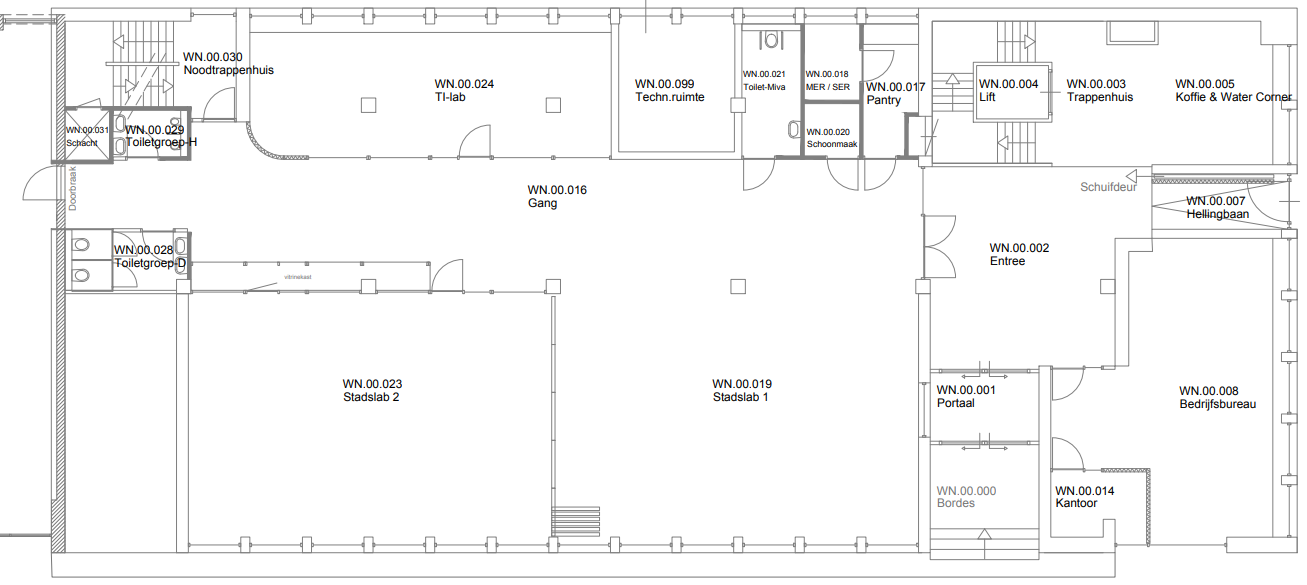 WN.00.030
Noodtrappenhuis
WN.00.024
TI-lab
WN.00.099
Techn.ruimte
WN.00.021
Toilet-Miva
WN.00.018
MER / SER
WN.00.017
Pantry
WN.00.004
Lift
WN.00.003
Trappenhuis
WN.00.005
Koffie & Water Corner
WN.00.031
Schacht
WN.00.029
Toiletgroep-H
WN.00.020
Schoonmaak
Doorbraak
WN.00.016
Gang
Schuifdeur
WN.00.007
Hellingbaan
WN.00.028
Toiletgroep-D
WN.00.002
Entree
vitrinekast
WN.00.023
Stadslab 2
WN.00.019
Stadslab 1
WN.00.001
Portaal
WN.00.008
Bedrijfsbureau
WN.00.000
Bordes
WN.00.014
Kantoor